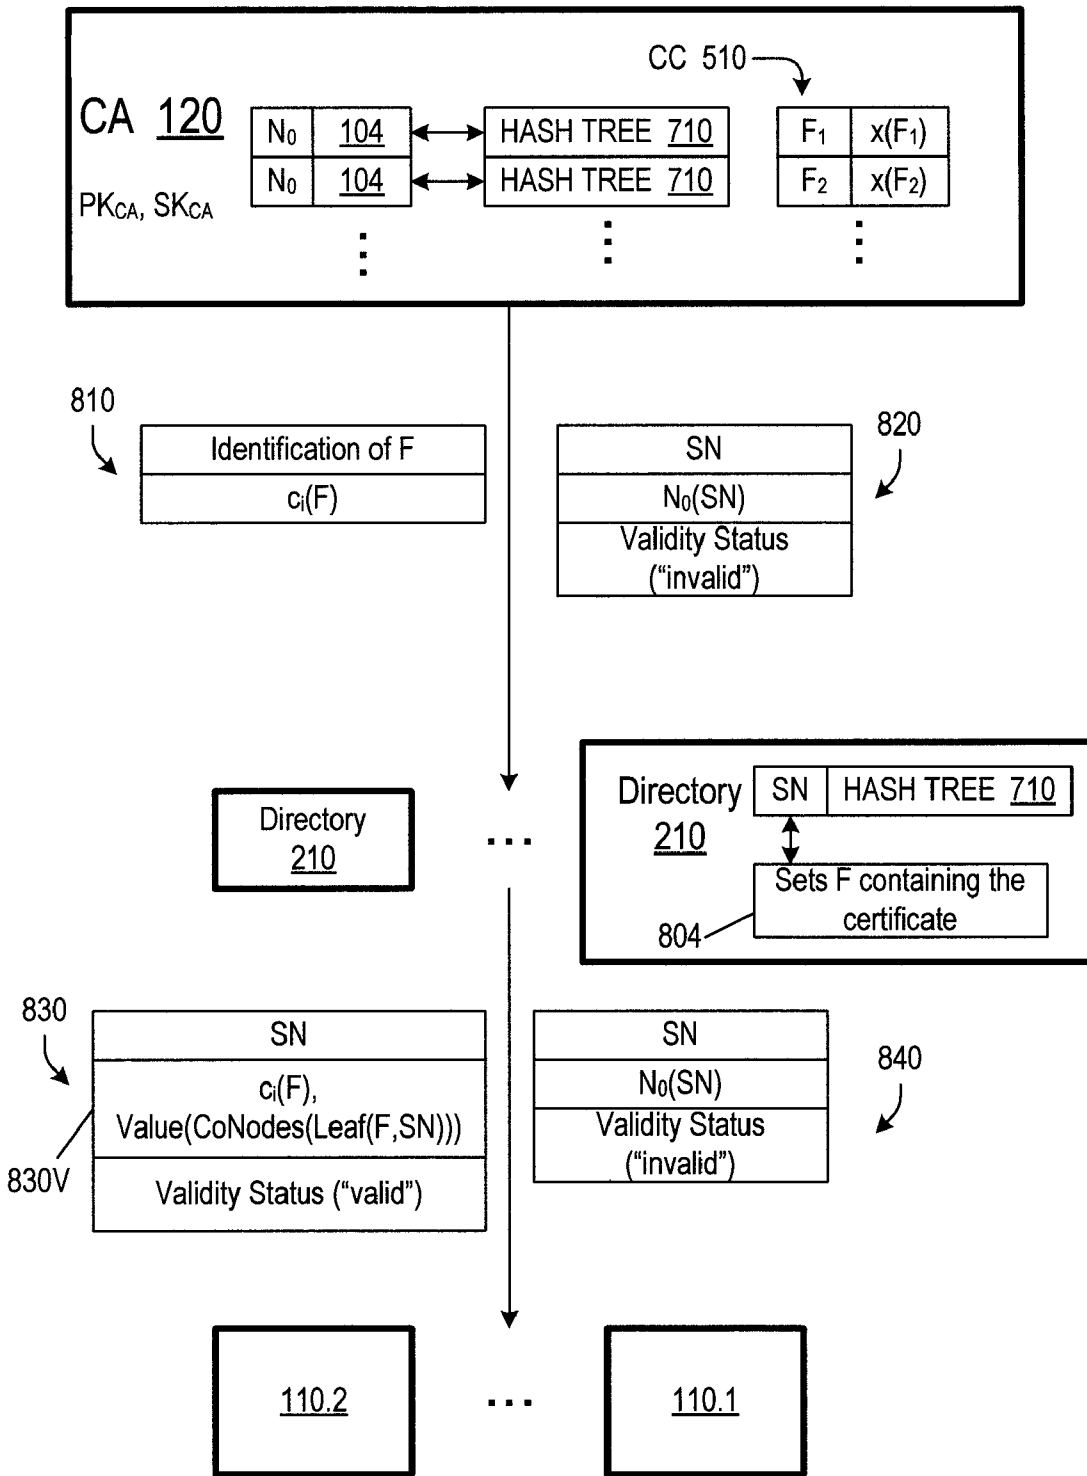 CC 510
CA 120
N₀ 104 HASH TREE 710 F₁ x(F₁)
N₀ 104 HASH TREE 710 F₂ x(F₂)
PK_CA, SK_CA
810
Identification of F
cᵢ(F)
820
SN
N₀(SN)
Validity Status
(“invalid”)
Directory
210
...
Directory
210
SN HASH TREE 710
Sets F containing the
certificate
804
830
SN
cᵢ(F),
Value(CoNodes(Leaf(F,SN)))
830V
Validity Status (“valid”)
SN
N₀(SN)
Validity Status
(“invalid”)
840
110.2 ... 110.1